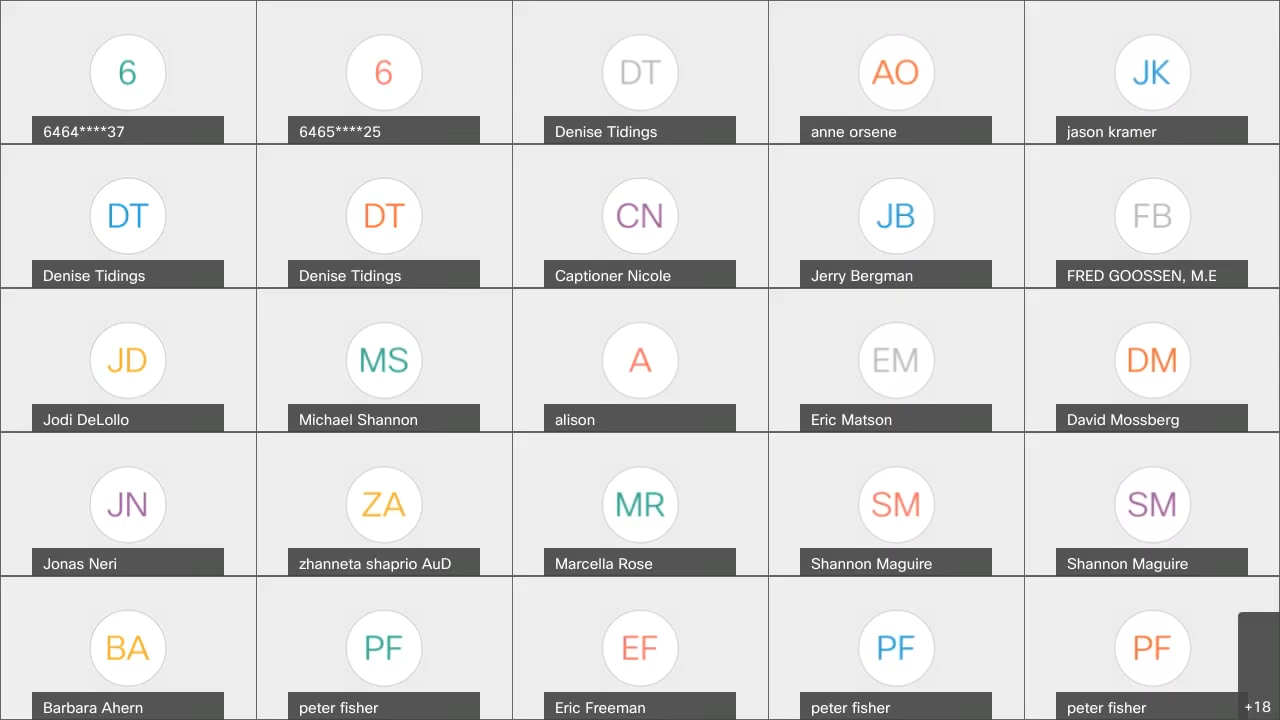 6
6
DT
AO
JK
6464****37
6465****25
Denise Tidings
anne orsene
jason kramer
DT
DT
CN
JB
FB
Denise Tidings
Denise Tidings
Captioner Nicole
Jerry Bergman
FRED GOOSSEN, M.E
JD
MS
A
EM
DM
Jodi DeLollo
Michael Shannon
alison
Eric Matson
David Mossberg
JN
ZA
MR
SM
SM
Jonas Neri
zhanneta shaprio AuD
Marcella Rose
Shannon Maguire
Shannon Maguire
BA
PF
EF
PF
PF
Barbara Ahern
peter fisher
Eric Freeman
peter fisher
peter fisher
+18